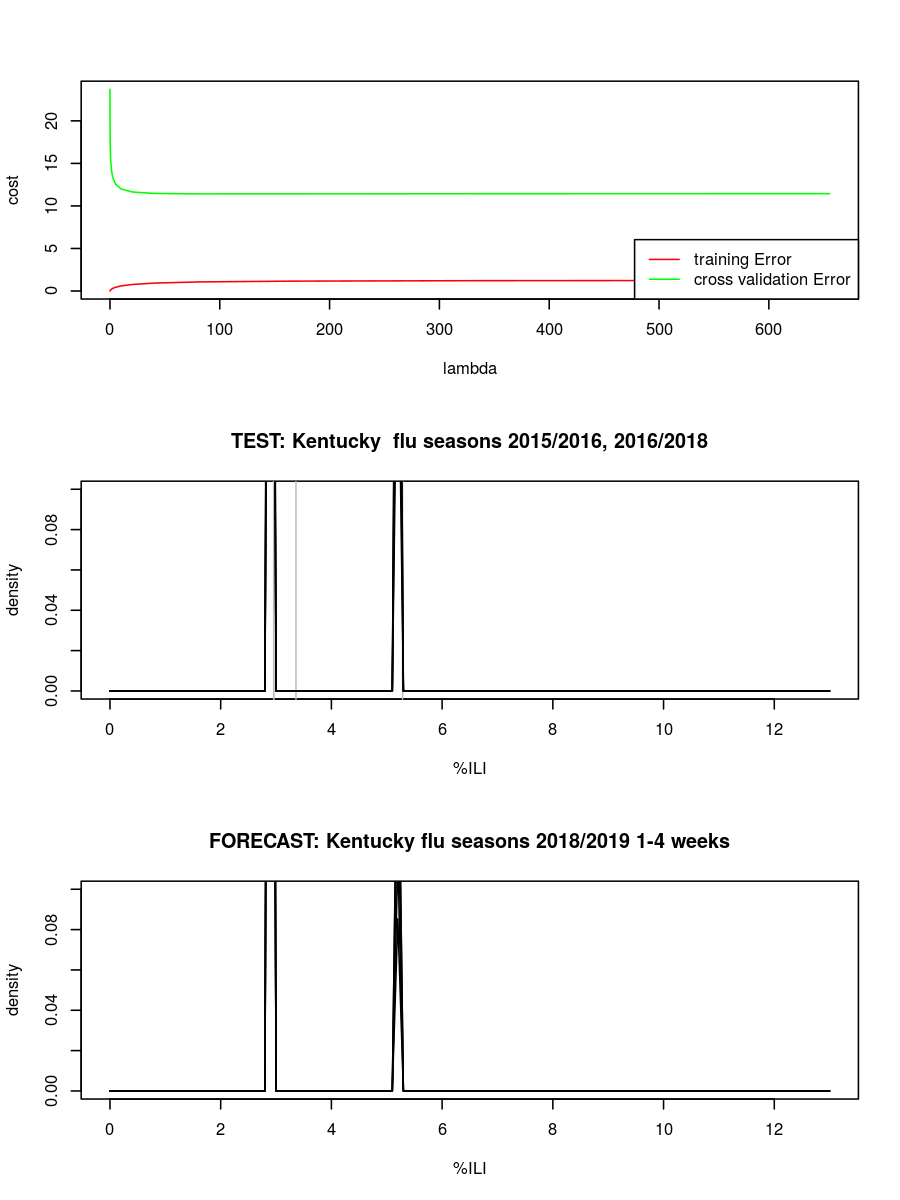 20
15
10
5
0
cost
training Error
cross validation Error
0 100 200 300 400 500 600
lambda
TEST: Kentucky  flu seasons 2015/2016, 2016/2018
0.08
0.04
0.00
density
0 2 4 6 8 10 12
%ILI
FORECAST: Kentucky flu seasons 2018/2019 1-4 weeks
0.08
0.04
0.00
density
0 2 4 6 8 10 12
%ILI